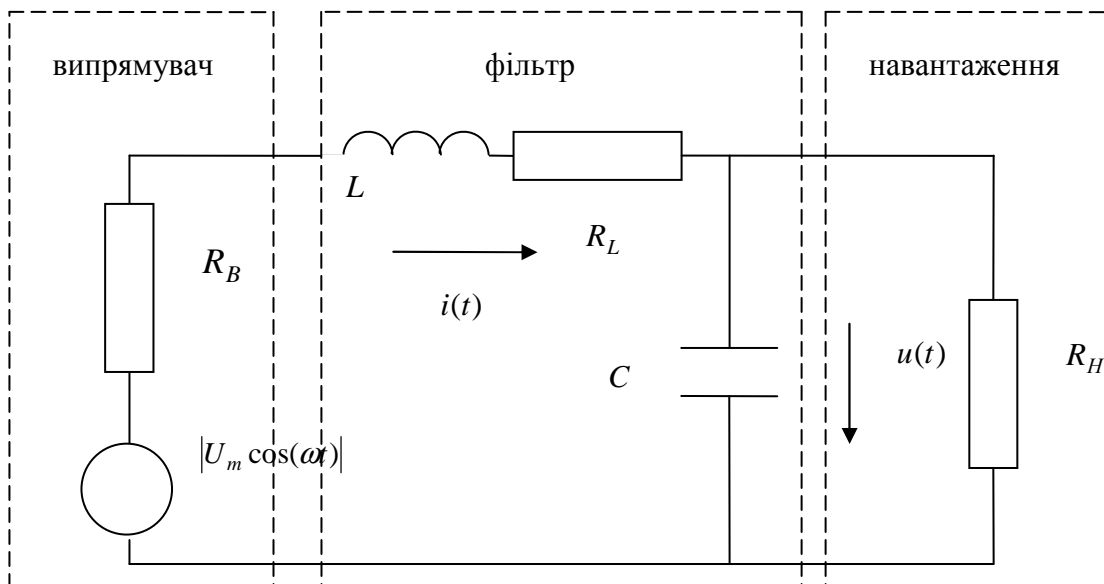 випрямувач
фільтр
навантаження
L
R_L
R_B
i(t)
C
u(t)
R_H
|U_m cos(ωt)|